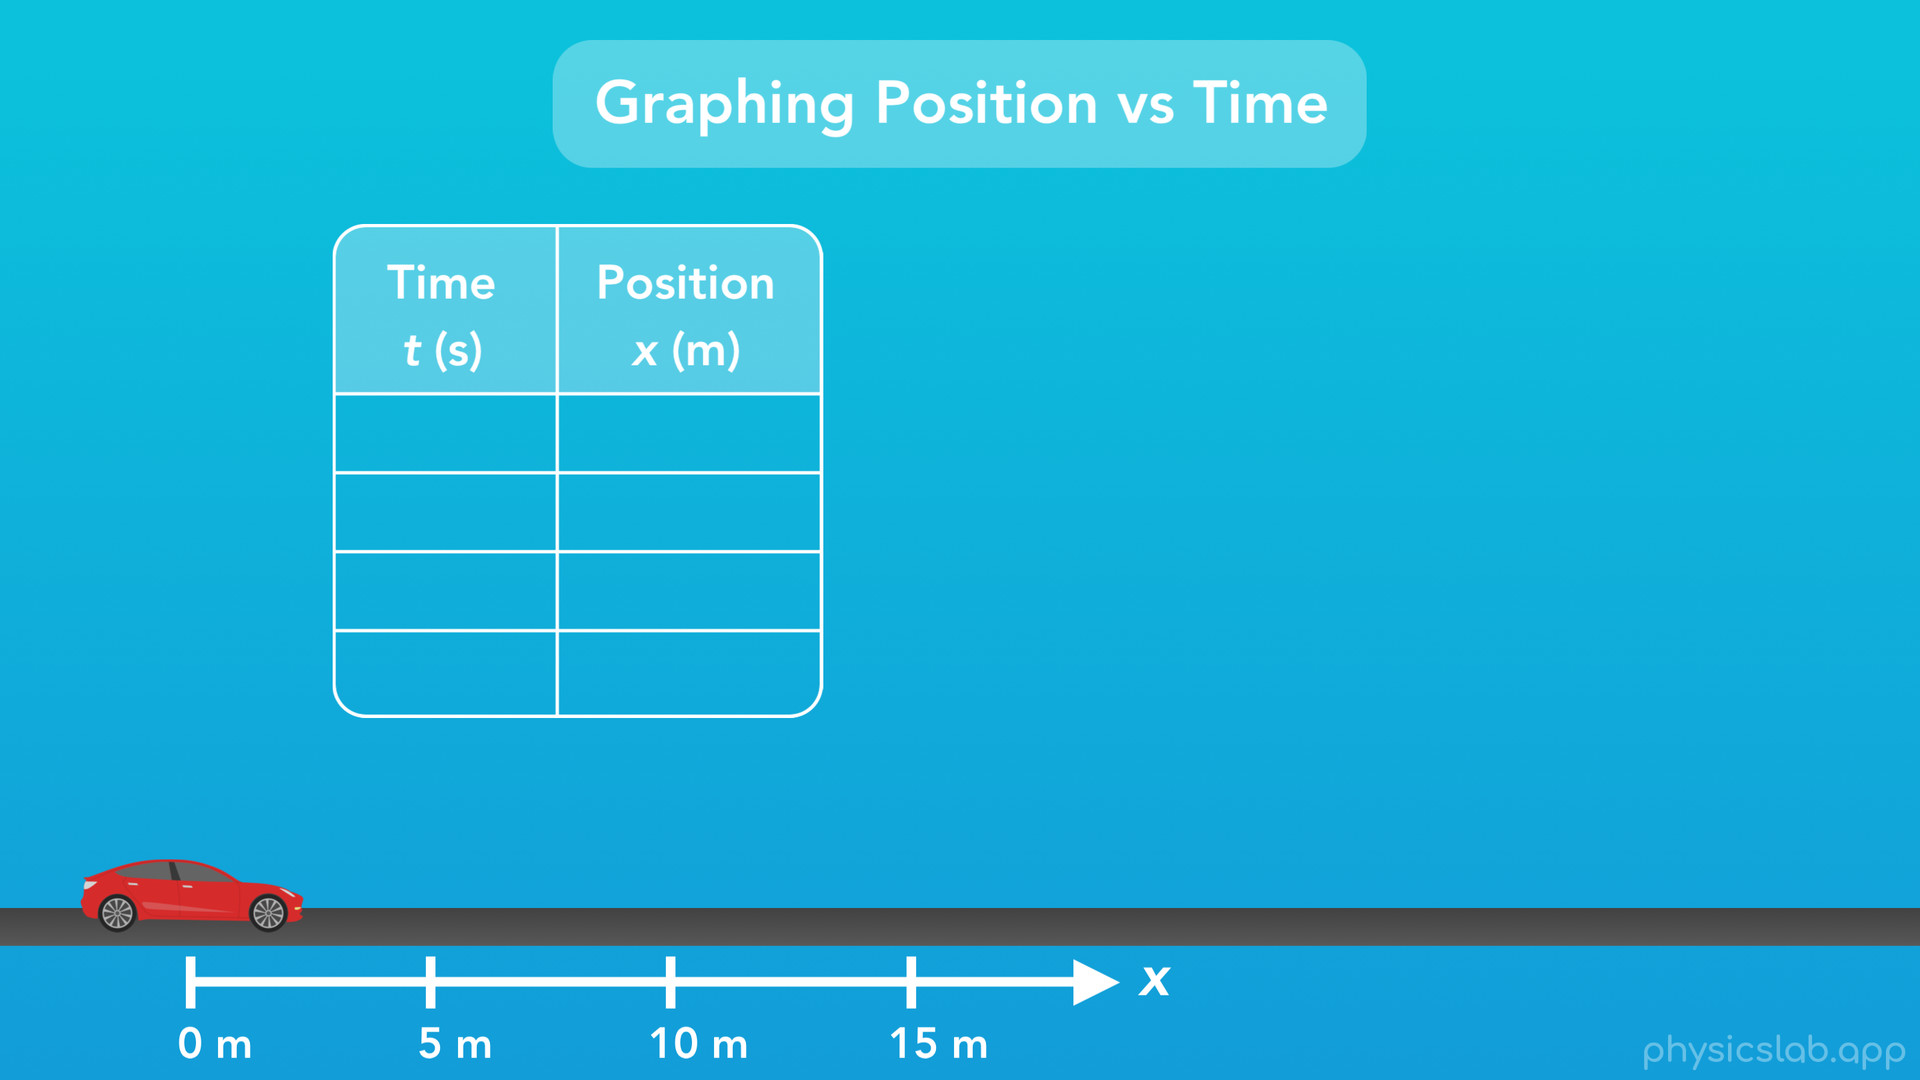 Graphing Position vs Time
Time
t (s)
Position
x (m)
x
0 m
5 m
10 m
15 m
physicslab.app